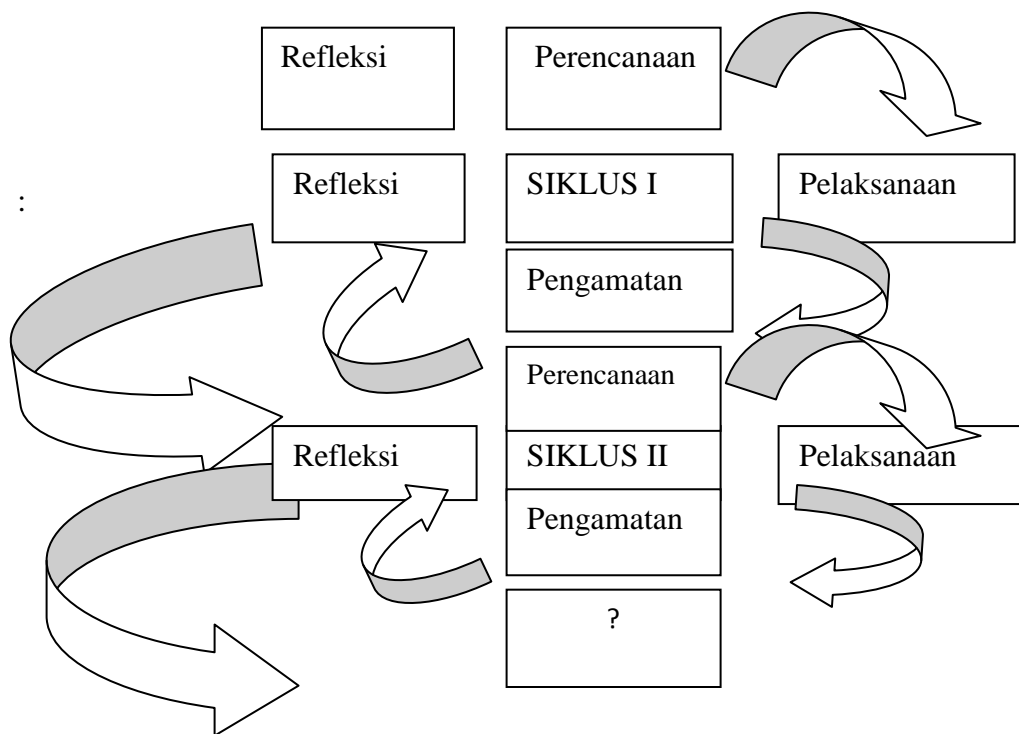 Refleksi
Perencanaan
Refleksi
SIKLUS I
Pelaksanaan
:
Pengamatan
Perencanaan
Refleksi
SIKLUS II
Pelaksanaan
Pengamatan
?